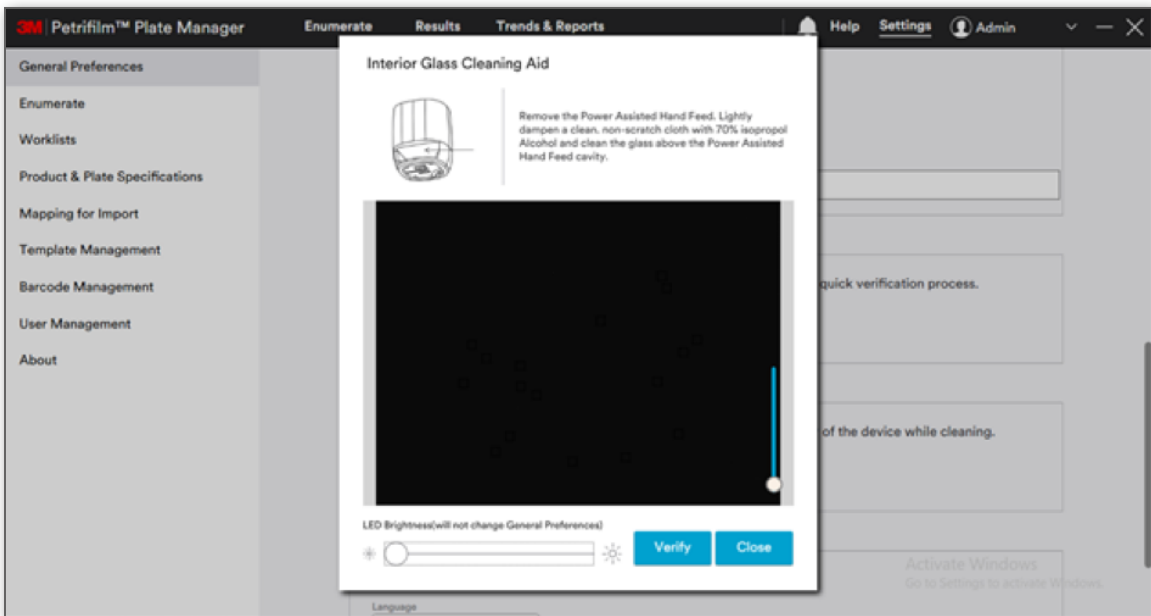 3M Petrifilm™ Plate Manager Enumerate Results Trends & Reports Help Settings Admin
General Preferences
Enumerate
Worklists
Product & Plate Specifications
Mapping for Import
Template Management
Barcode Management
User Management
About
Interior Glass Cleaning Aid
Remove the Power Assisted Hand Feed. Lightly
dampen a clean, non-scratch cloth with 70% isopropol
Alcohol and clean the glass above the Power Assisted
Hand Feed cavity.
quick verification process.
of the device while cleaning.
LED Brightness(will not change General Preferences)
Verify Close
Activate Windows
Go to Settings to activate Windows.
Language